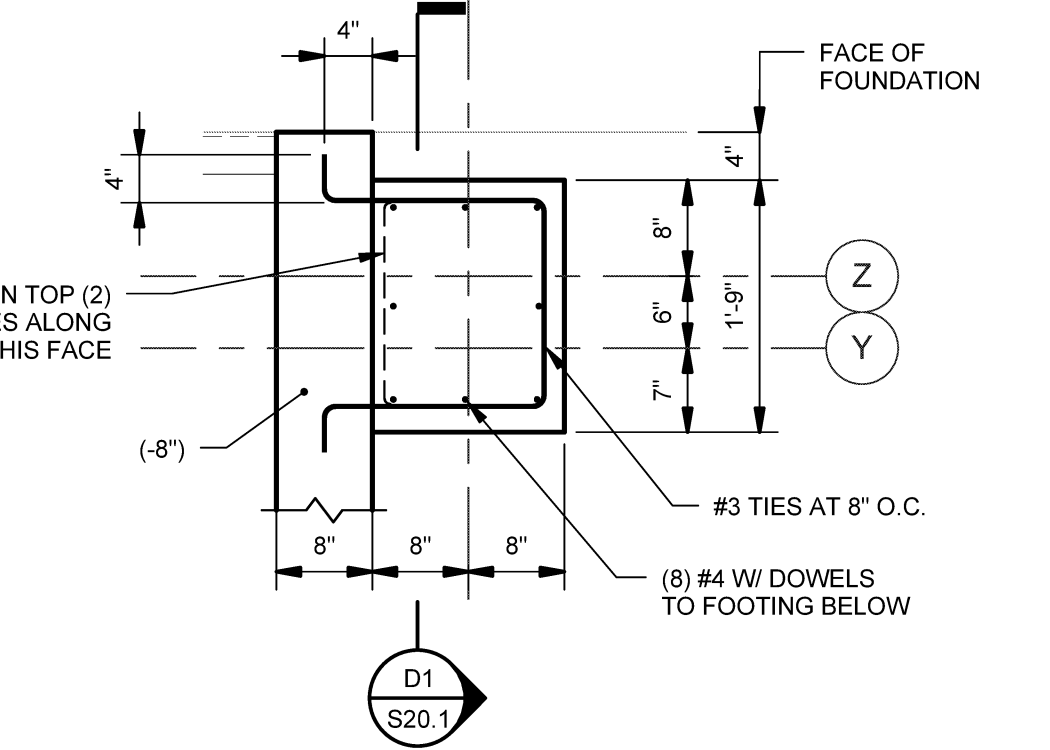 4"
FACE OF
FOUNDATION
4"
4"
8"
Z
N TOP (2)
6"
1'-9"
ES ALONG
HIS FACE
Y
7"
(-8")
#3 TIES AT 8" O.C.
8"
8"
8"
(8) #4 W/ DOWELS
TO FOOTING BELOW
D1
S20.1